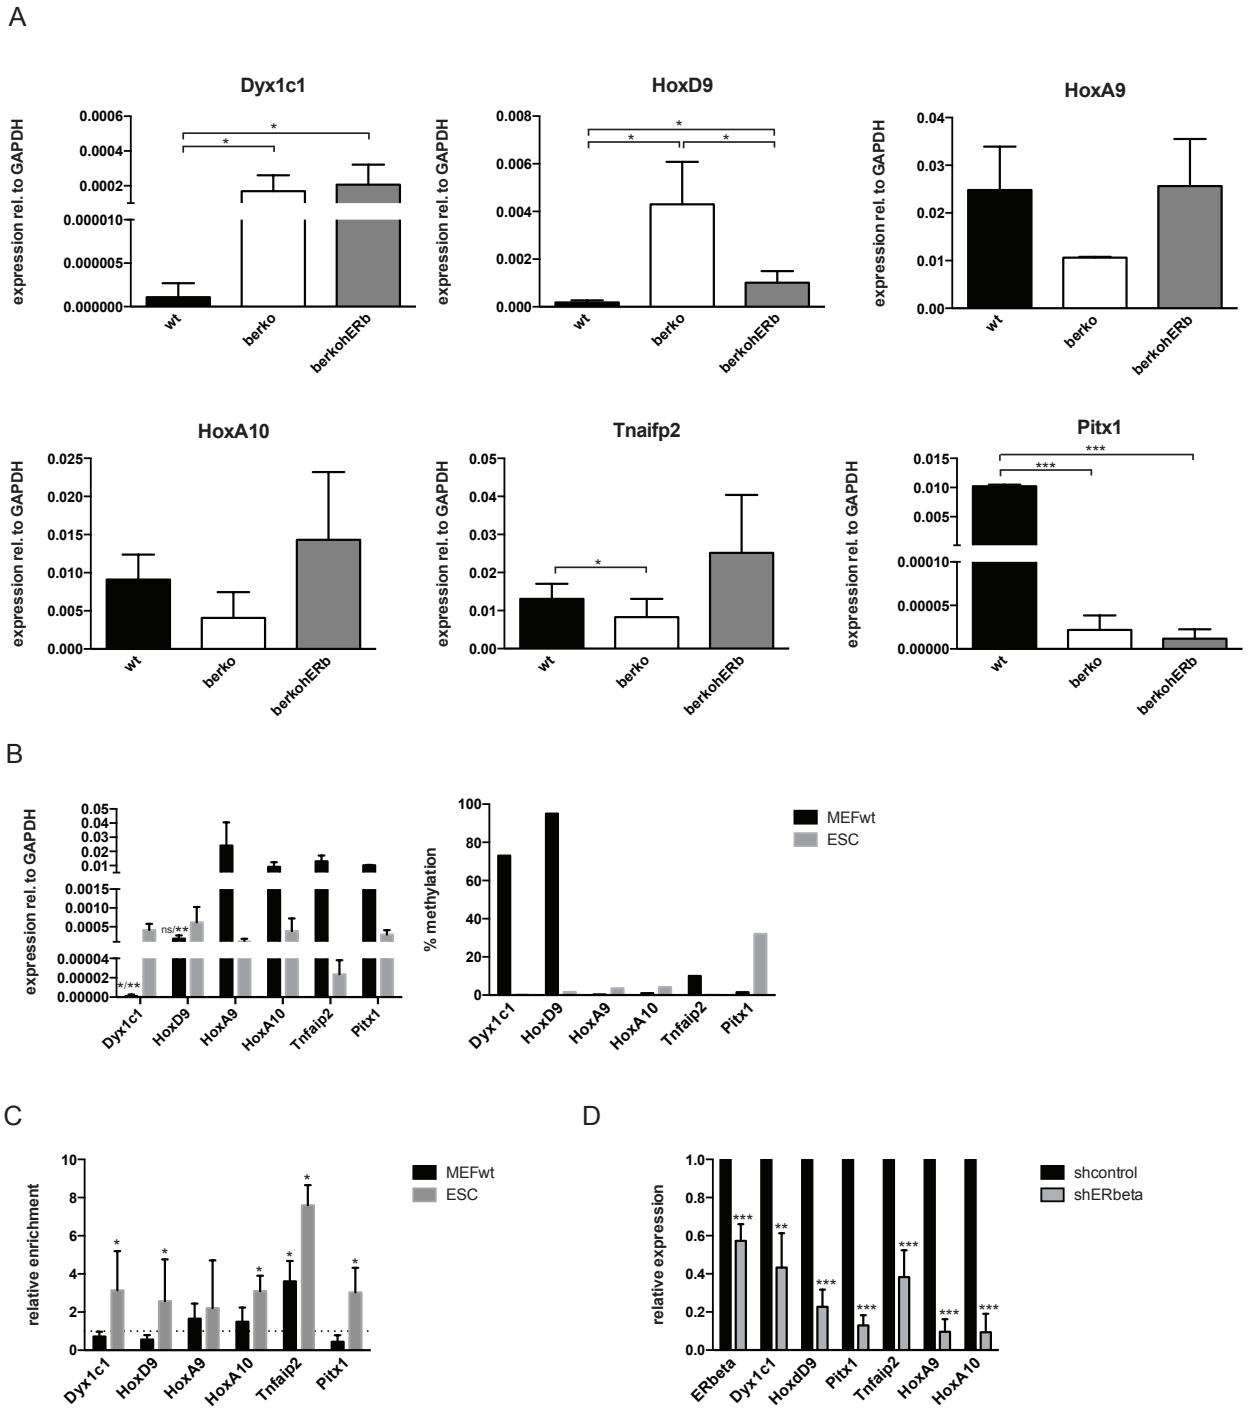 A
Dyx1c1
expression rel. to GAPDH
0.0006
0.0004
0.0002
0.000010
0.000005
0.000000
*
*
wt
berko
berkohERb
HoxD9
expression rel. to GAPDH
0.008
0.006
0.004
0.002
0.000
*
*
*
wt
berko
berkohERb
HoxA9
expression rel. to GAPDH
0.04
0.03
0.02
0.01
0.00
wt
berko
berkohERb
HoxA10
expression rel. to GAPDH
0.025
0.020
0.015
0.010
0.005
0.000
wt
berko
berkohERb
Tnaifp2
expression rel. to GAPDH
0.05
0.04
0.03
0.02
0.01
0.00
*
wt
berko
berkohERb
Pitx1
expression rel. to GAPDH
0.015
0.010
0.005
0.00010
0.00005
0.00000
***
***
wt
berko
berkohERb
B
expression rel. to GAPDH
0.05
0.04
0.03
0.02
0.01
0.0015
0.0010
0.0005
0.00004
0.00002
0.00000
*/**
ns/**
Dyx1c1
HoxD9
HoxA9
HoxA10
Tnfaip2
Pitx1
% methylation
100
80
60
40
20
0
Dyx1c1
HoxD9
HoxA9
HoxA10
Tnfaip2
Pitx1
MEFwt
ESC
C
relative enrichment
10
8
6
4
2
0
*
*
*
*
*
*
Dyx1c1
HoxD9
HoxA9
HoxA10
Tnfaip2
Pitx1
MEFwt
ESC
D
relative expression
1.0
0.8
0.6
0.4
0.2
0.0
***
**
***
***
***
***
***
ERbeta
Dyx1c1
HoxdD9
Pitx1
Tnfaip2
HoxA9
HoxA10
shcontrol
shERbeta